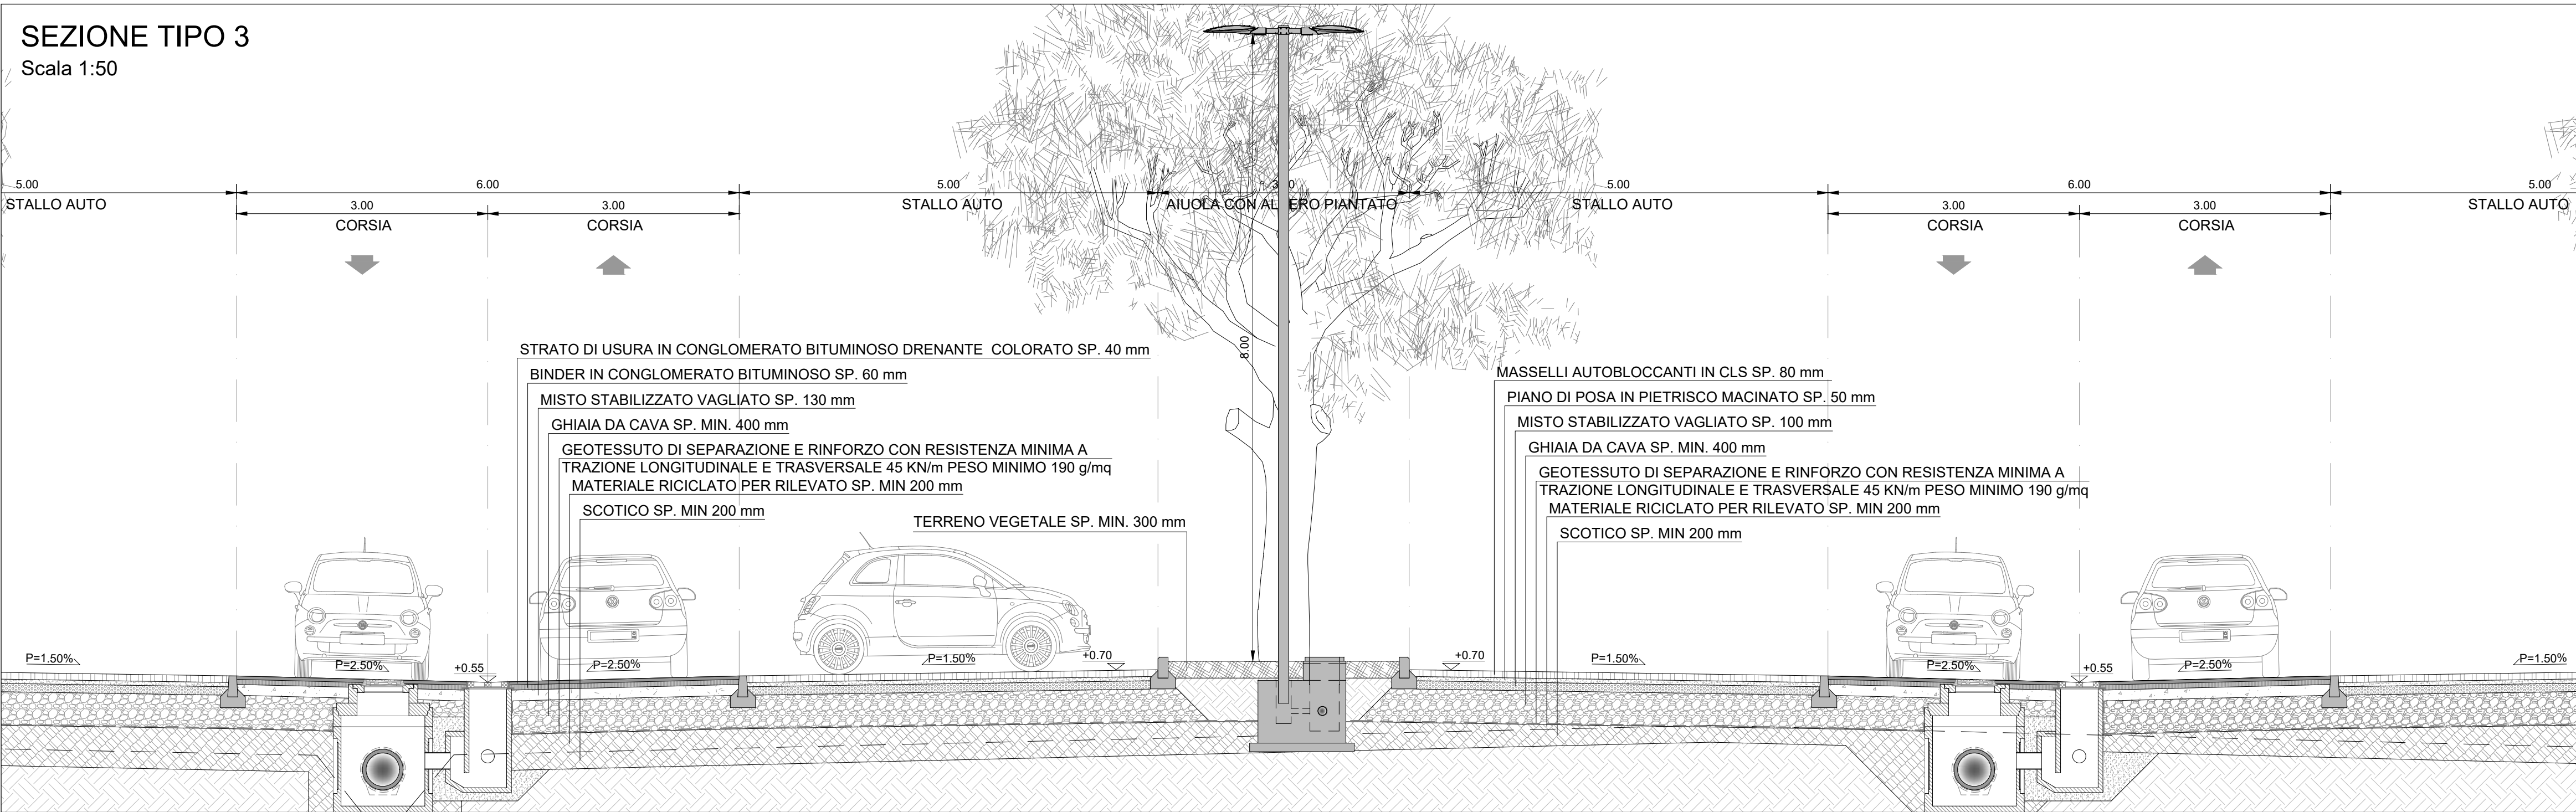 SEZIONE TIPO 3
Scala 1:50
5.00
6.00
5.00
5.00
6.00
5.00
STALLO AUTO
3.00
3.00
STALLO AUTO
AIUOLA CON ALBERO PIANTATO
STALLO AUTO
3.00
3.00
STALLO AUTO
CORSIA
CORSIA
CORSIA
CORSIA
8.00
STRATO DI USURA IN CONGLOMERATO BITUMINOSO DRENANTE COLORATO SP. 40 mm
BINDER IN CONGLOMERATO BITUMINOSO SP. 60 mm
MISTO STABILIZZATO VAGLIATO SP. 130 mm
GHIAIA DA CAVA SP. MIN. 400 mm
GEOTESSUTO DI SEPARAZIONE E RINFORZO CON RESISTENZA MINIMA A
TRAZIONE LONGITUDINALE E TRASVERSALE 45 KN/m PESO MINIMO 190 g/mq
MATERIALE RICICLATO PER RILEVATO SP. MIN 200 mm
SCOTICO SP. MIN 200 mm
TERRENO VEGETALE SP. MIN. 300 mm
MASSELLI AUTOBLOCCANTI IN CLS SP. 80 mm
PIANO DI POSA IN PIETRISCO MACINATO SP. 50 mm
MISTO STABILIZZATO VAGLIATO SP. 100 mm
GHIAIA DA CAVA SP. MIN. 400 mm
GEOTESSUTO DI SEPARAZIONE E RINFORZO CON RESISTENZA MINIMA A
TRAZIONE LONGITUDINALE E TRASVERSALE 45 KN/m PESO MINIMO 190 g/mq
MATERIALE RICICLATO PER RILEVATO SP. MIN 200 mm
SCOTICO SP. MIN 200 mm
P=1.50%
P=2.50%
+0.55
P=2.50%
P=1.50%
+0.70
+0.70
P=1.50%
P=2.50%
+0.55
P=2.50%
P=1.50%